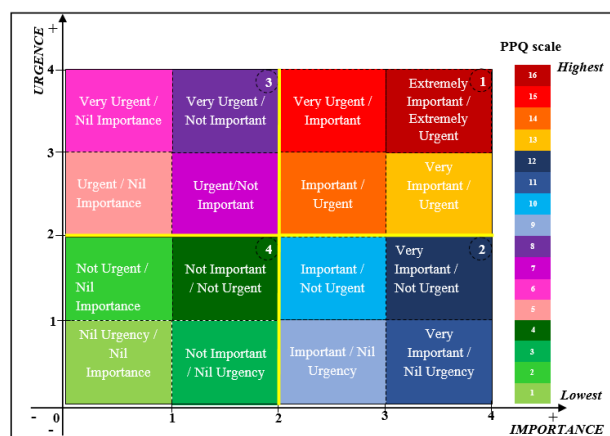 URGENCE
+
4
3
2
1
0
-
-
0
1
2
3
4
+
IMPORTANCE
Very Urgent /
Nil Importance
3
Very Urgent /
Not Important
Very Urgent /
Important
1
Extremely
Important /
Extremely
Urgent
Urgent / Nil
Importance
Urgent/Not
Important
Important
/ Urgent
Very
Important /
Urgent
Not Urgent /
Nil
Importance
4
Not Important
/ Not Urgent
Important
/ Not Urgent
2
Very
Important /
Not Urgent
Nil Urgency /
Nil
Importance
Not Important
/ Nil Urgency
Important / Nil
Urgency
Very
Important /
Nil Urgency
PPQ scale
Highest
16
15
14
13
12
11
10
9
8
7
6
5
4
3
2
1
Lowest